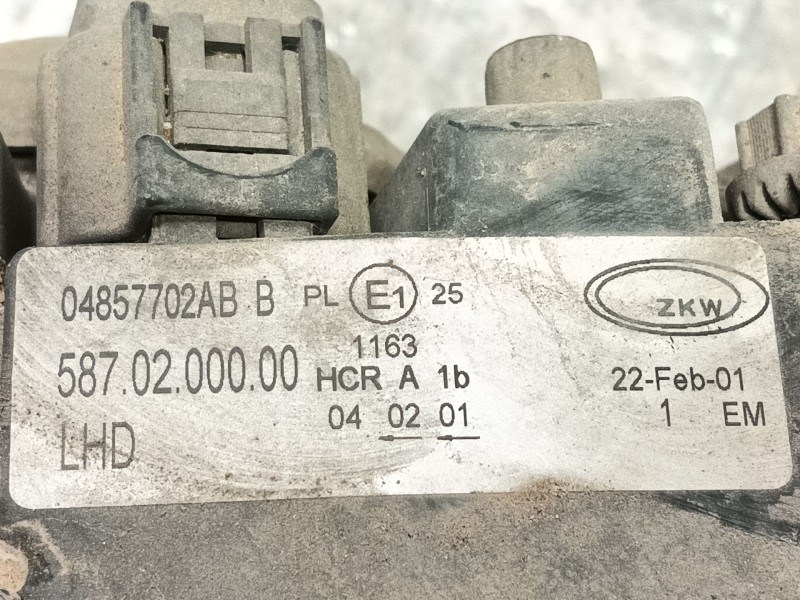 04857702AB B PL E1 25 ZKW
1163
587.02.000.00 HCR A 1b 22-Feb-01
04 02 01 1 EM
LHD